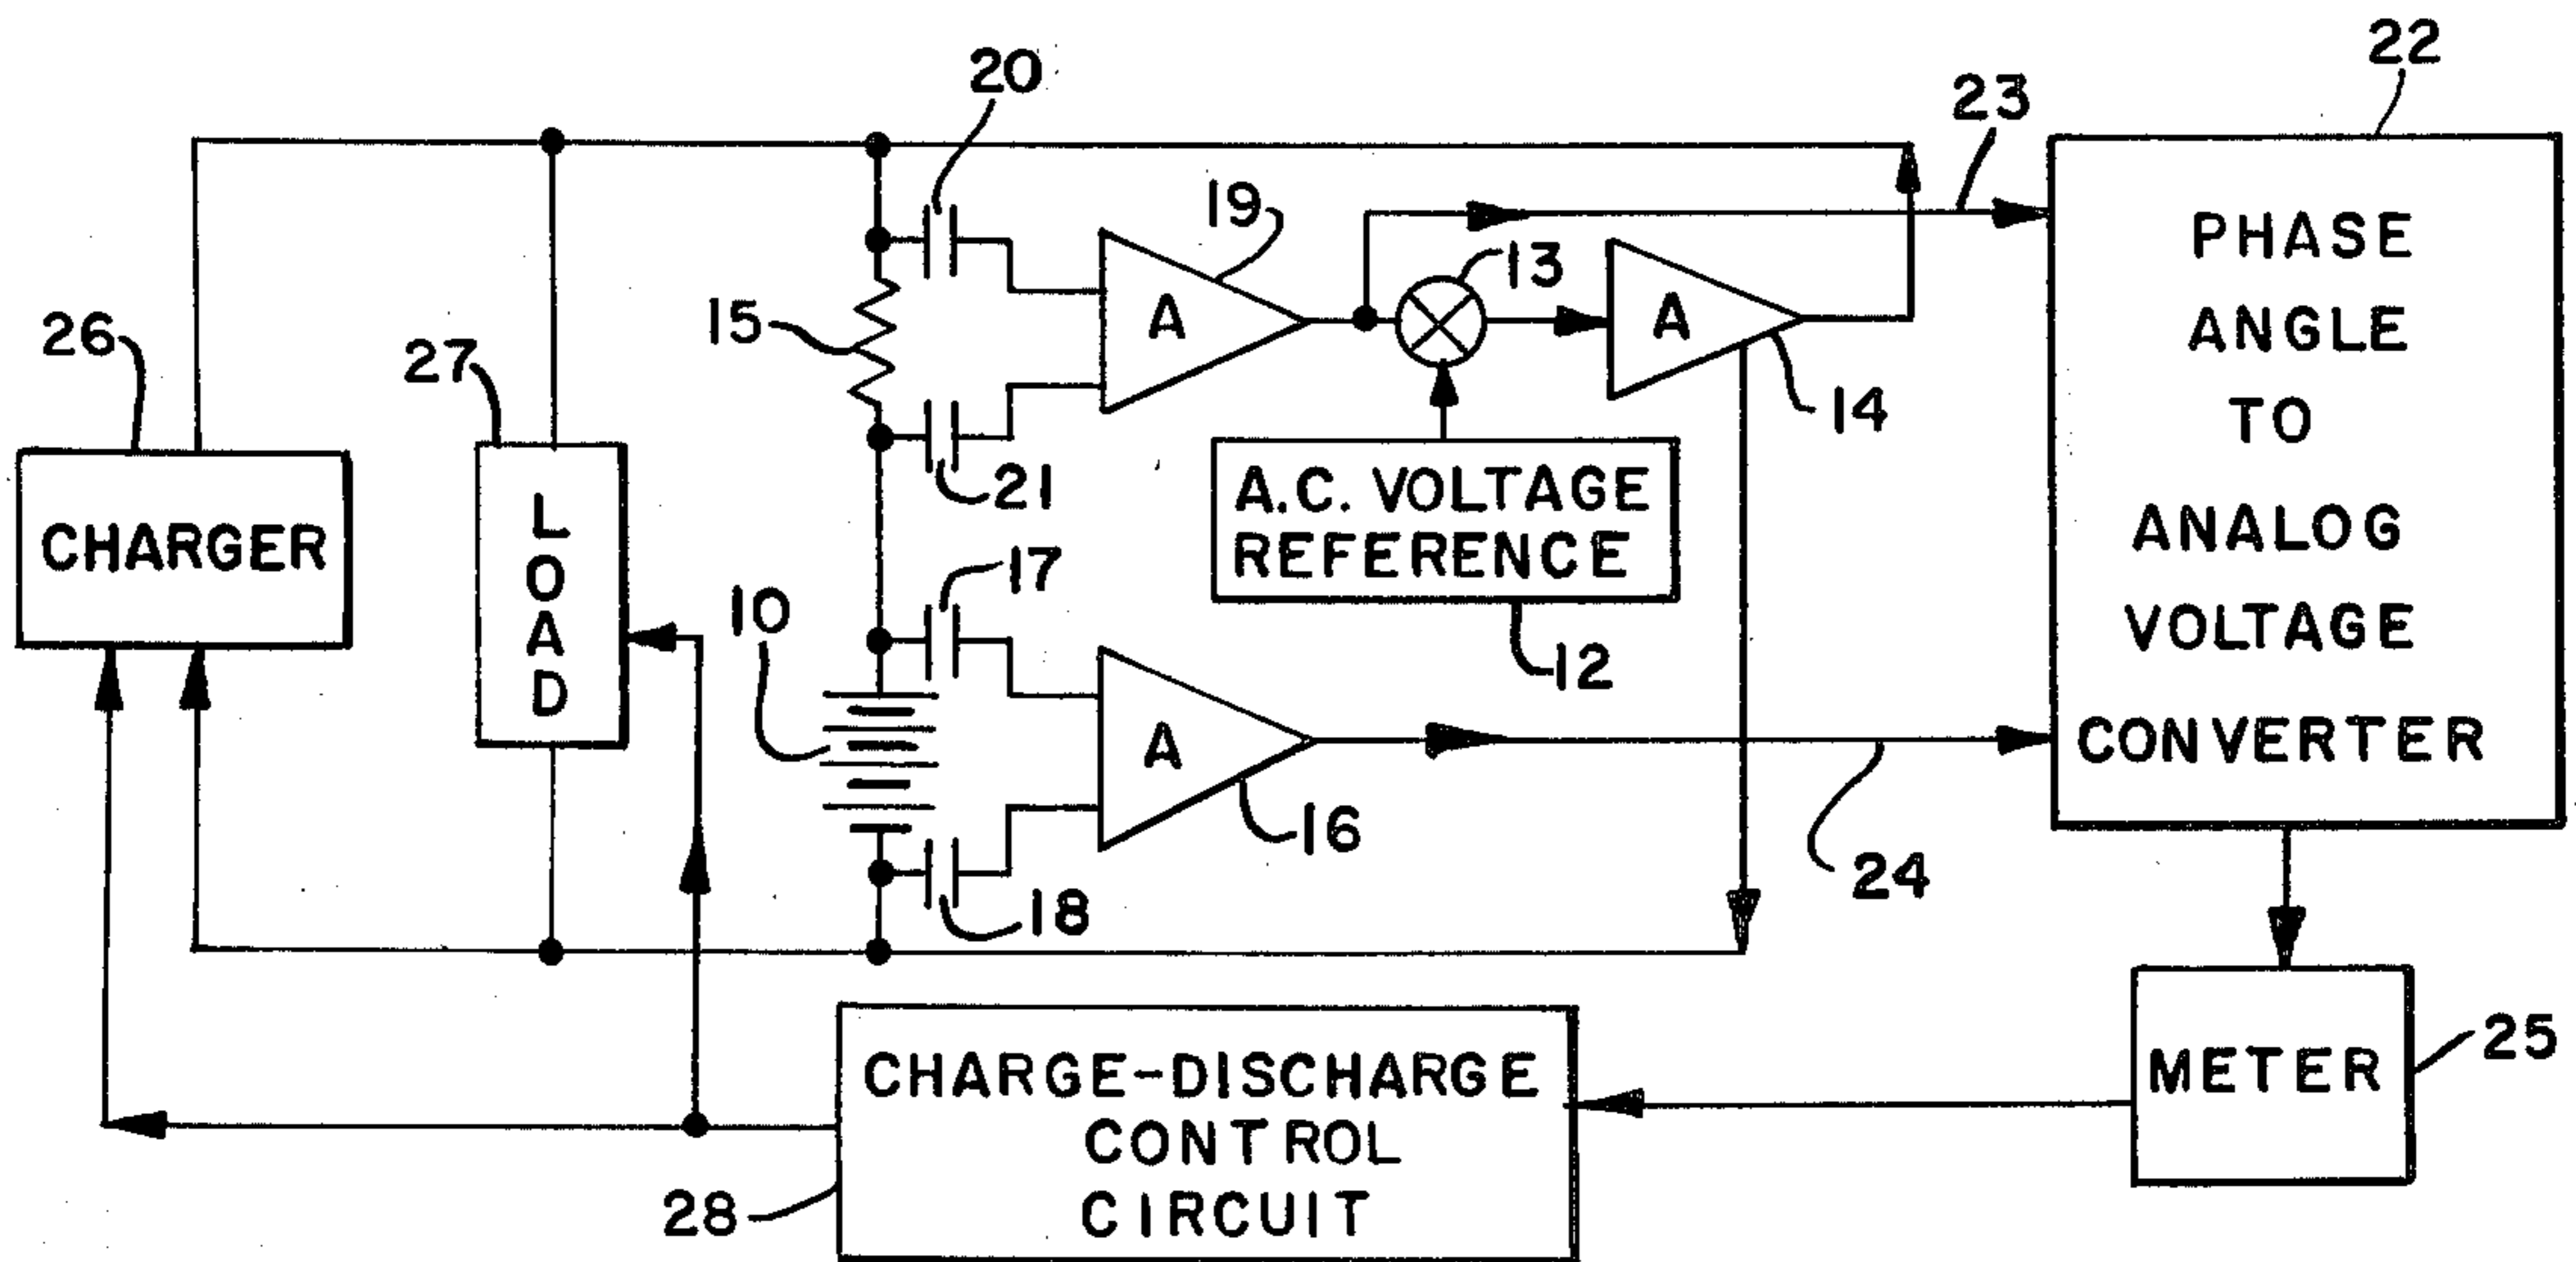 20
22
23
19
13
15
A
A
PHASE
ANGLE
TO
ANALOG
VOLTAGE
CONVERTER
26
27
14
21
A.C. VOLTAGE
REFERENCE
CHARGER
LOAD
17
10
12
A
16
24
18
CHARGE-DISCHARGE
CONTROL
CIRCUIT
METER
25
28